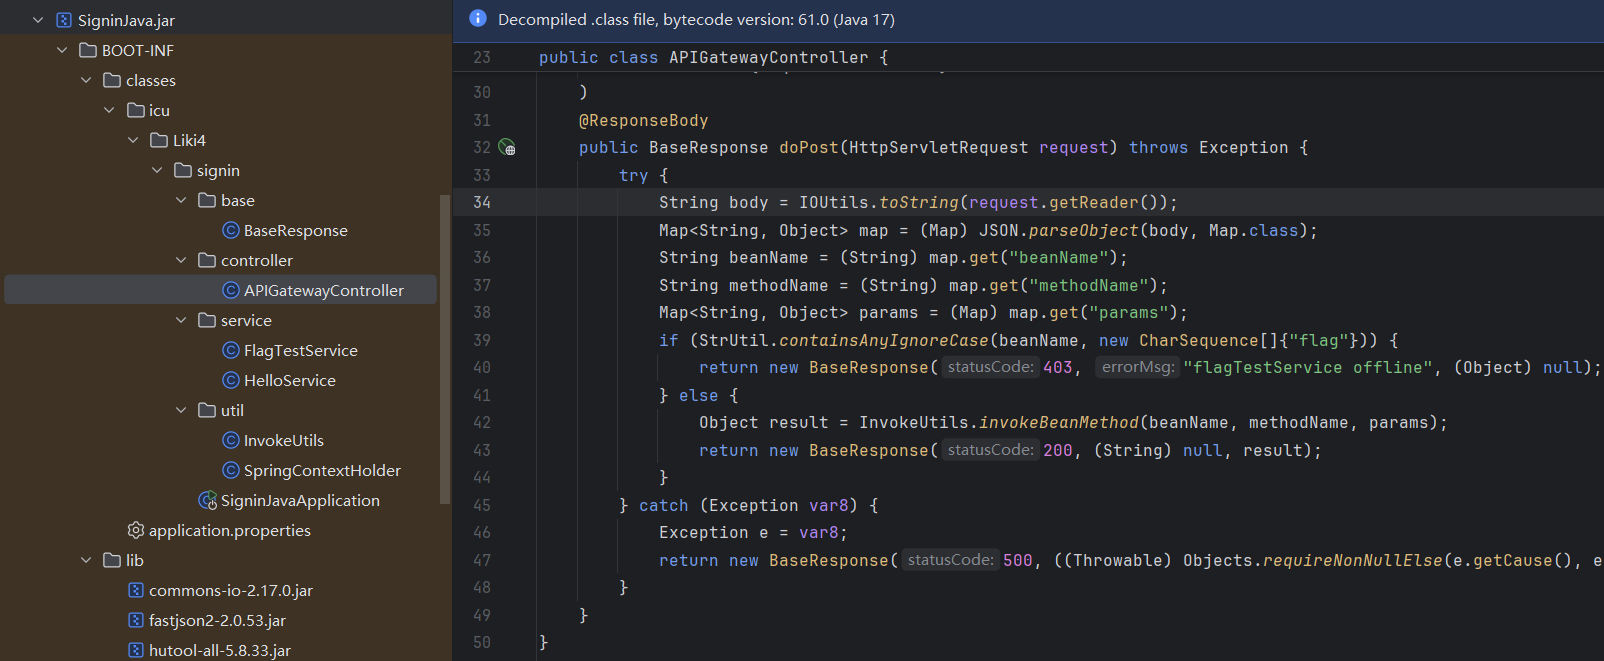 SigninJava.jar
BOOT-INF
classes
icu
Liki4
signin
base
BaseResponse
controller
APIGatewayController
service
FlagTestService
HelloService
util
InvokeUtils
SpringContextHolder
SigninJavaApplication
application.properties
lib
commons-io-2.17.0.jar
fastjson2-2.0.53.jar
hutool-all-5.8.33.jar
Decompiled .class file, bytecode version: 61.0 (Java 17)
23 public class APIGatewayController {
30 )
31 @ResponseBody
32 public BaseResponse doPost(HttpServletRequest request) throws Exception {
33 try {
34 String body = IOUtils.toString(request.getReader());
35 Map<String, Object> map = (Map) JSON.parseObject(body, Map.class);
36 String beanName = (String) map.get("beanName");
37 String methodName = (String) map.get("methodName");
38 Map<String, Object> params = (Map) map.get("params");
39 if (StrUtil.containsAnyIgnoreCase(beanName, new CharSequence[]{"flag"})) {
40 return new BaseResponse( statusCode: 403, errorMsg: "flagTestService offline", (Object) null);
41 } else {
42 Object result = InvokeUtils.invokeBeanMethod(beanName, methodName, params);
43 return new BaseResponse( statusCode: 200, (String) null, result);
44 }
45 } catch (Exception var8) {
46 Exception e = var8;
47 return new BaseResponse( statusCode: 500, ((Throwable) Objects.requireNonNullElse(e.getCause(), e
48 }
49 }
50 }